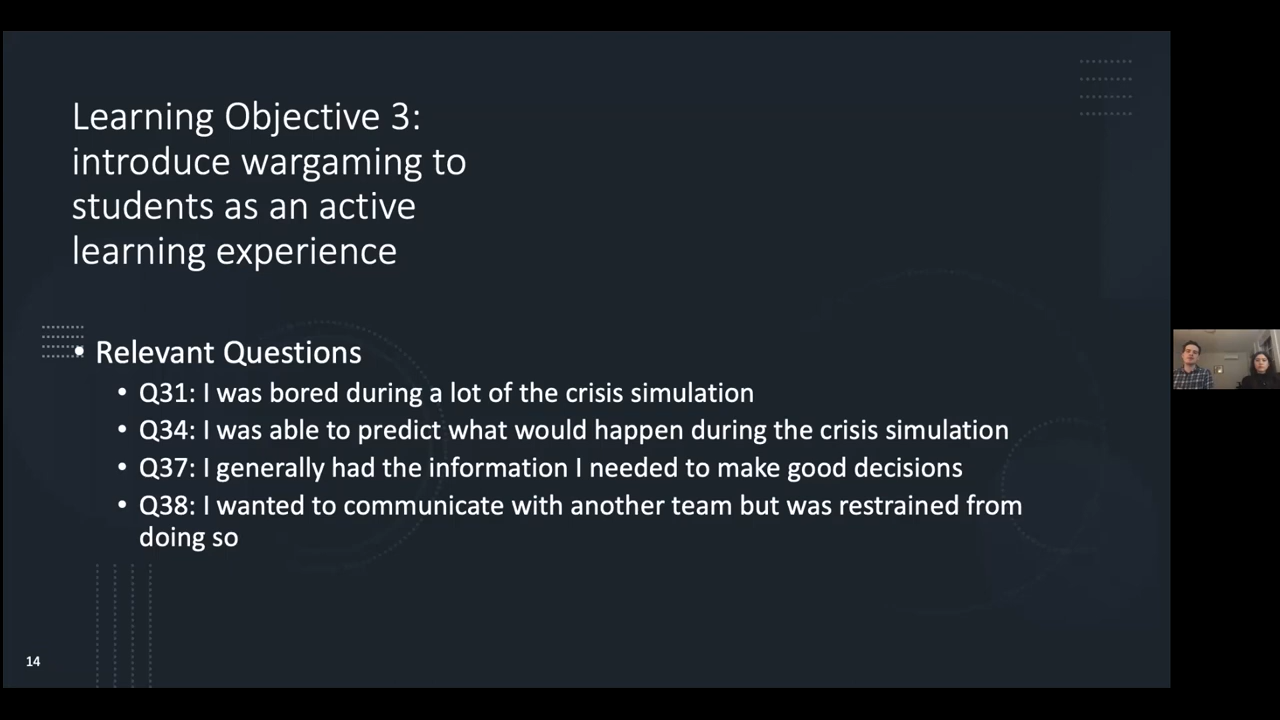 Learning Objective 3:
introduce wargaming to
students as an active
learning experience
• Relevant Questions
• Q31: I was bored during a lot of the crisis simulation
• Q34: I was able to predict what would happen during the crisis simulation
• Q37: I generally had the information I needed to make good decisions
• Q38: I wanted to communicate with another team but was restrained from
doing so
14